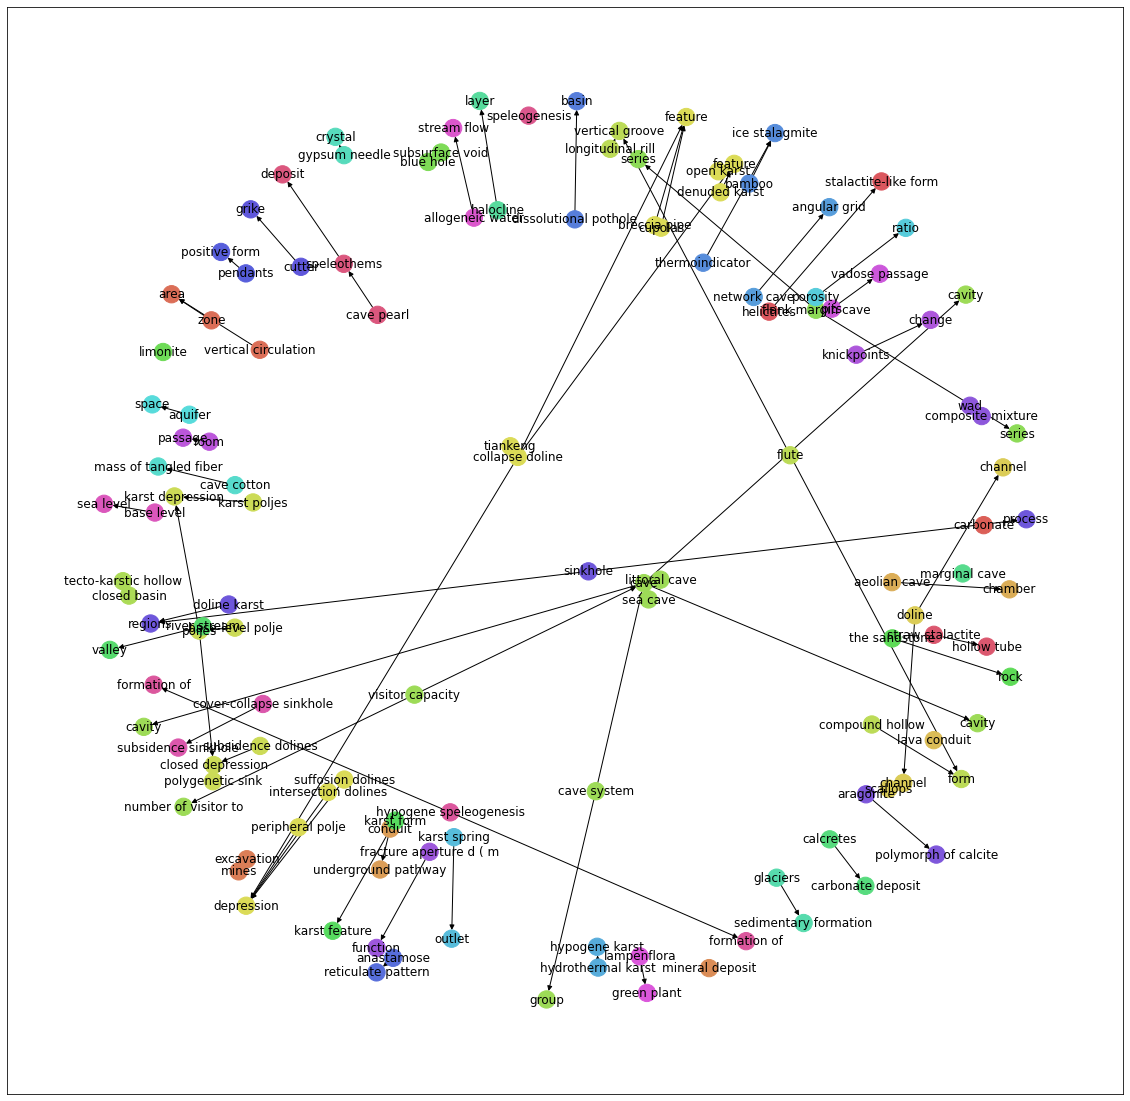 layer
basin
speleogenesis
feature
stream flow
vertical groove
ice stalagmite
crystal
longitudinal rill
subsurface void
gypsum needle
series
blue hole
feature
open karst
deposit
bamboo
stalactite-like form
denuded karst
grike
angular grid
halocline
allogeneic water
dissolutional pothole
breccia pipe
cupolas
ratio
positive form
speleothems
thermoindicator
cutter
pendants
vadose passage
area
network cave
porosity
cavity
helictites
flank margin cave
pits
cave pearl
zone
change
vertical circulation
limonite
knickpoints
space
aquifer
wad
composite mixture
passage
room
series
tiankeng
collapse doline
flute
mass of tangled fiber
channel
cave cotton
karst depression
sea level
karst poljes
base level
process
carbonate
sinkhole
marginal cave
tecto-karstic hollow
littoral cave
cave
aeolian cave
chamber
closed basin
sea cave
doline karst
doline
regions
river stream
base-level polje
poljes
straw stalactite
the sandstone
valley
hollow tube
rock
formation of
visitor capacity
cover-collapse sinkhole
cavity
compound hollow
cavity
lava conduit
subsidence sinkhole
subsidence dolines
closed depression
polygenetic sink
suffosion dolines
form
channel
intersection dolines
scallops
cave system
aragonite
number of visitor to
hypogene speleogenesis
karst form
peripheral polje
conduit
karst spring
calcretes
fracture aperture d ( m
polymorph of calcite
excavation
mines
underground pathway
glaciers
carbonate deposit
depression
sedimentary formation
karst feature
outlet
formation of
function
hypogene karst
anastamose
lampenflora
reticulate pattern
hydrothermal karst
mineral deposit
green plant
group